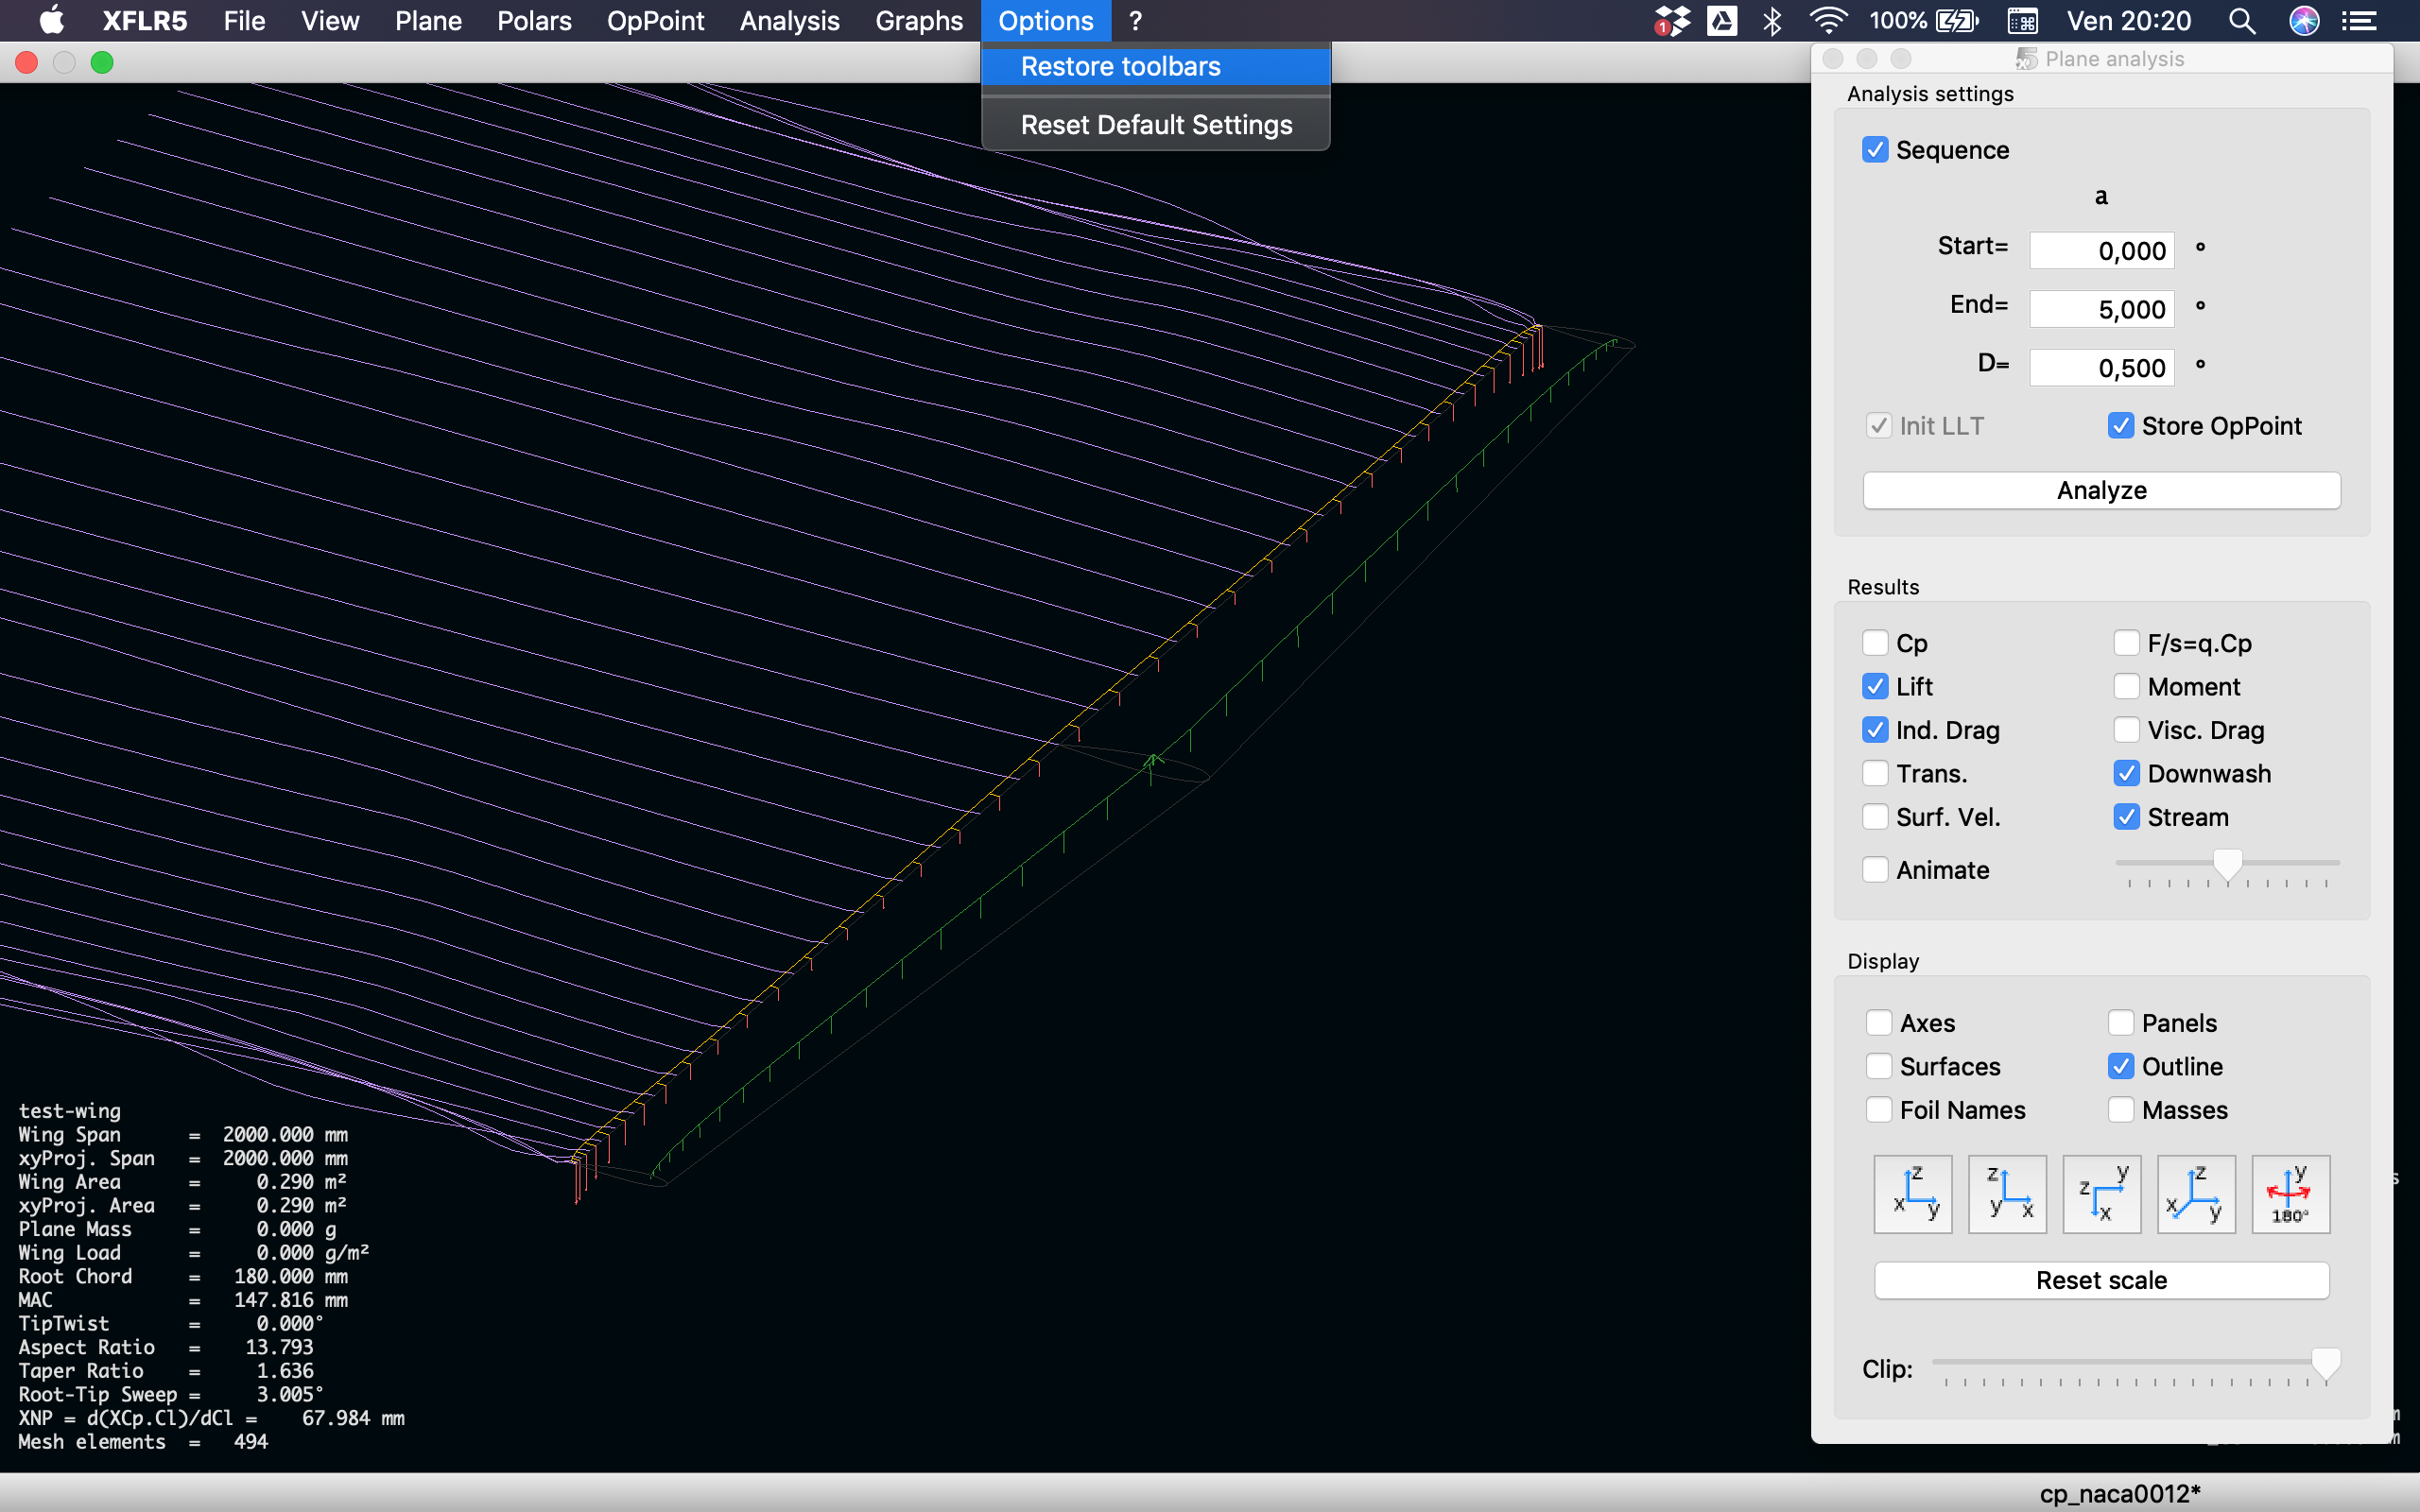 XFLR5 File View Plane Polars OpPoint Analysis Graphs Options ? 1 100% Ven 20:20
Restore toolbars
Reset Default Settings
Plane analysis
Analysis settings
Sequence
a
Start= 0,000 °
End= 5,000 °
D= 0,500 °
Init LLT Store OpPoint
Analyze
Results
Cp F/s=q.Cp
Lift Moment
Ind. Drag Visc. Drag
Trans. Downwash
Surf. Vel. Stream
Animate
Display
Axes Panels
Surfaces Outline
Foil Names Masses
z x y z y x y z x z x y y 180°
Reset scale
Clip:
test-wing
Wing Span = 2000.000 mm
xyProj. Span = 2000.000 mm
Wing Area = 0.290 m²
xyProj. Area = 0.290 m²
Plane Mass = 0.000 g
Wing Load = 0.000 g/m²
Root Chord = 180.000 mm
MAC = 147.816 mm
TipTwist = 0.000°
Aspect Ratio = 13.793
Taper Ratio = 1.636
Root-Tip Sweep = 3.005°
XNP = d(XCp.Cl)/dCl = 67.984 mm
Mesh elements = 494
cp_naca0012*